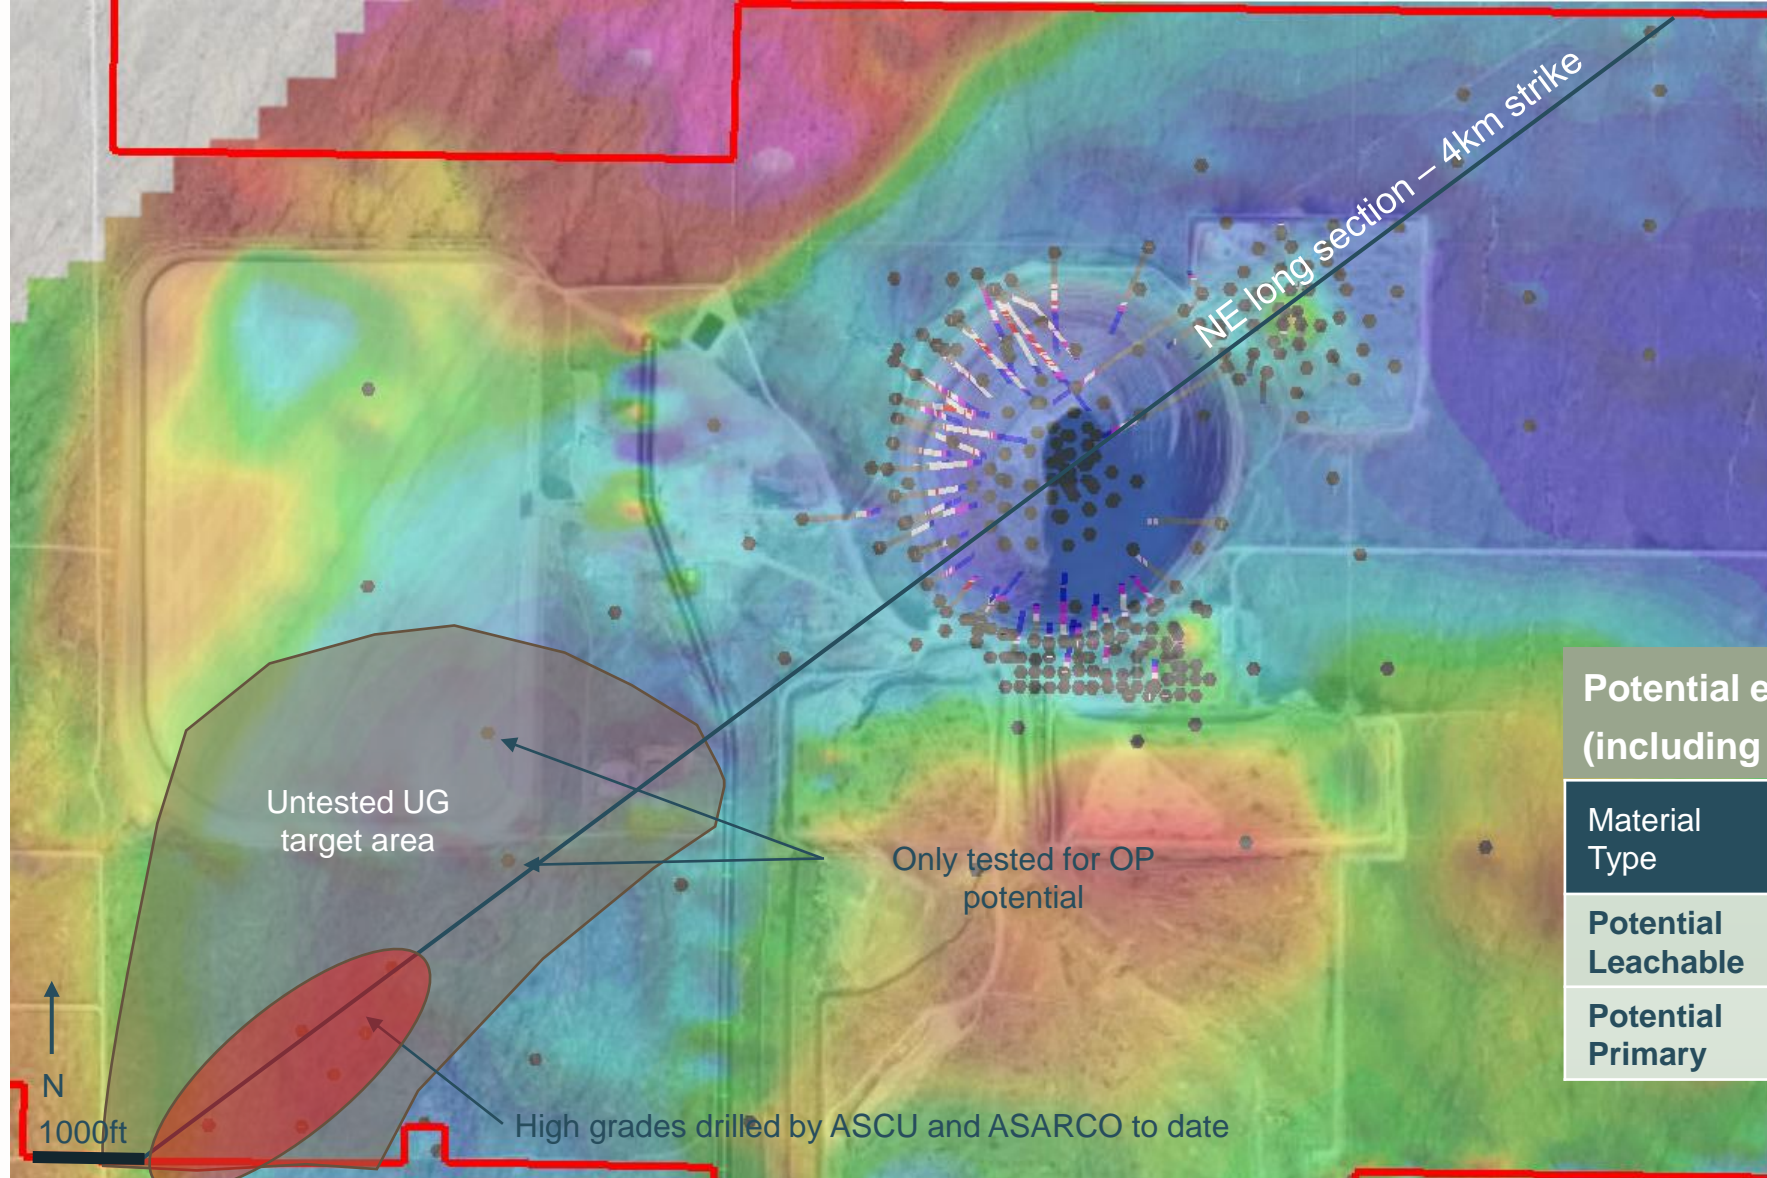 NE long section – 4km strike
Untested UG
target area
Only tested for OP
potential
High grades drilled by ASCU and ASARCO to date
N
1000ft
Potential e
(including
Material
Type
Potential
Leachable
Potential
Primary